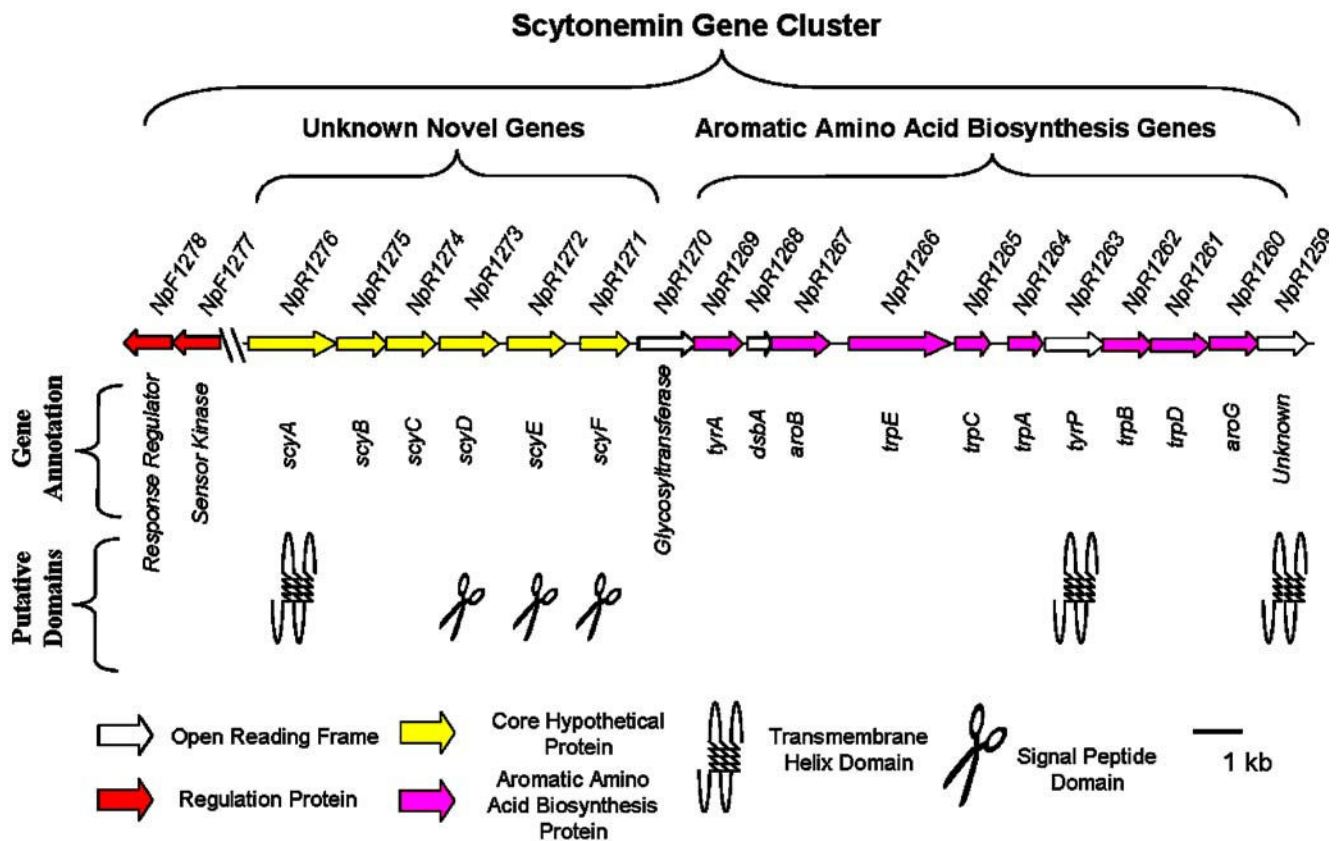 Scytonemin Gene Cluster
Unknown Novel Genes
Aromatic Amino Acid Biosynthesis Genes
NpF1278
NpF1277
NpR1276
NpR1275
NpR1274
NpR1273
NpR1272
NpR1271
NpR1270
NpR1269
NpR1268
NpR1267
NpR1266
NpR1265
NpR1264
NpR1263
NpR1262
NpR1261
NpR1260
NpR1259
Gene
Annotation
Response Regulator
Sensor Kinase
scyA
scyB
scyC
scyD
scyE
scyF
Glycosyltransferase
tyrA
dsbA
aroB
trpE
trpC
trpA
tyrP
trpB
trpD
aroG
Unknown
Putative
Domains
Open Reading Frame
Regulation Protein
Core Hypothetical
Protein
Aromatic Amino
Acid Biosynthesis
Protein
Transmembrane
Helix Domain
Signal Peptide
Domain
1 kb